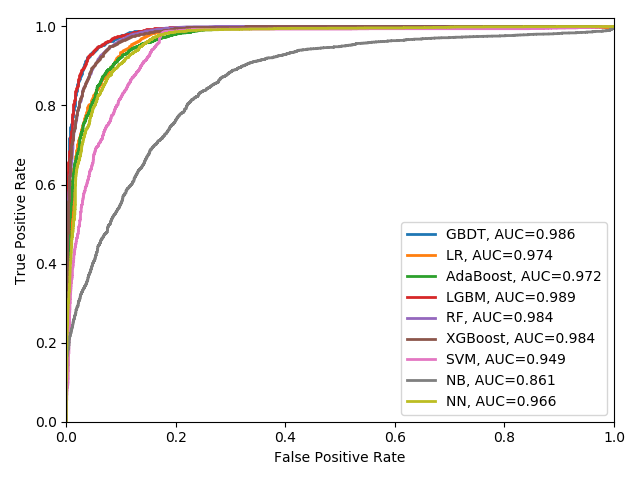 1.0
0.8
0.6
0.4
0.2
0.0
True Positive Rate
GBDT, AUC=0.986
LR, AUC=0.974
AdaBoost, AUC=0.972
LGBM, AUC=0.989
RF, AUC=0.984
XGBoost, AUC=0.984
SVM, AUC=0.949
NB, AUC=0.861
NN, AUC=0.966
0.0 0.2 0.4 0.6 0.8 1.0
False Positive Rate